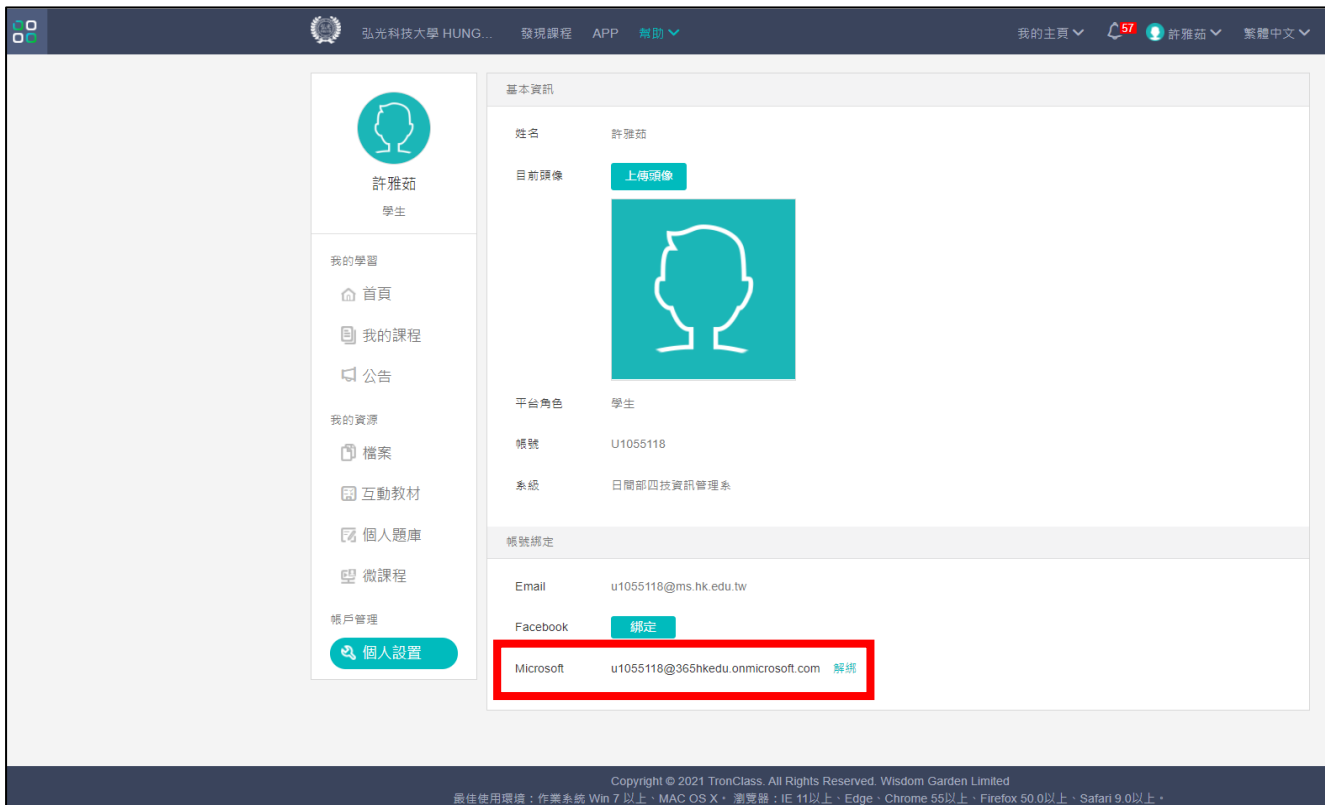 弘光科技大學 HUNG... 發現課程 APP 幫助 我的主頁 57 許雅茹 繁體中文
許雅茹
學生
我的學習
首頁
我的課程
公告
我的資源
檔案
互動教材
個人題庫
微課程
帳戶管理
個人設置
基本資訊
姓名 許雅茹
目前頭像 上傳頭像
平台角色 學生
帳號 U1055118
系級 日間部四技資訊管理系
帳號綁定
Email u1055118@ms.hk.edu.tw
Facebook 綁定
Microsoft u1055118@365hkedu.onmicrosoft.com 解綁
Copyright © 2021 TronClass. All Rights Reserved. Wisdom Garden Limited
最佳使用環境：作業系統 Win 7 以上、MAC OS X。 瀏覽器：IE 11以上、Edge、Chrome 55以上、Firefox 50.0以上、Safari 9.0以上。